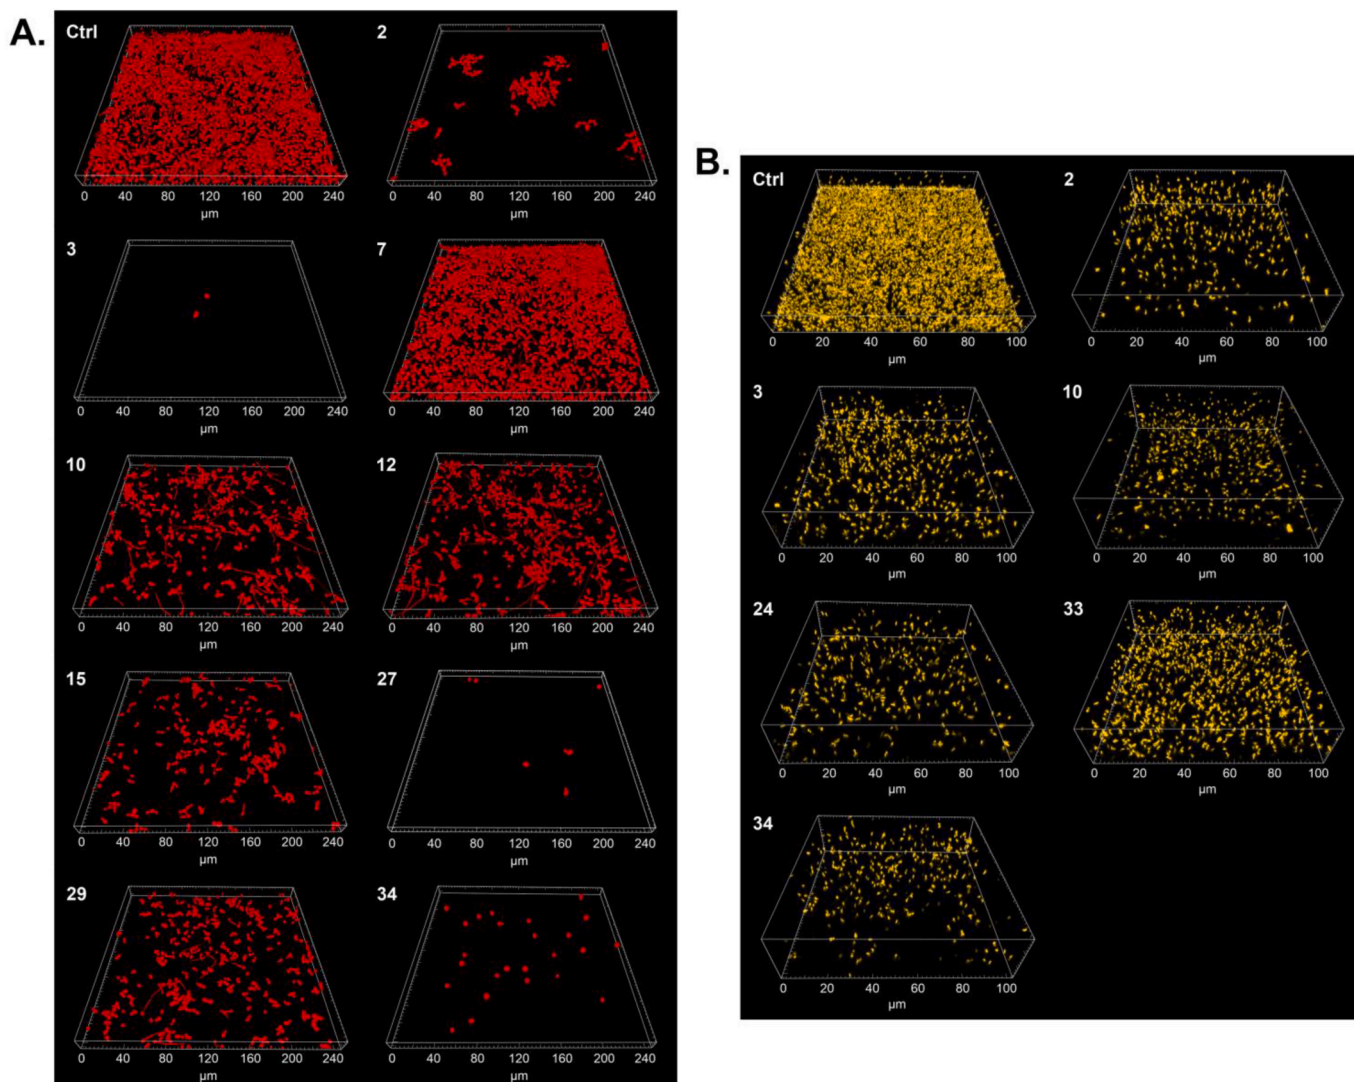 A.
Ctrl 2
0 40 80 120 160 200 240 0 40 80 120 160 200 240
µm µm
3 7
0 40 80 120 160 200 240 0 40 80 120 160 200 240
µm µm
10 12
0 40 80 120 160 200 240 0 40 80 120 160 200 240
µm µm
15 27
0 40 80 120 160 200 240 0 40 80 120 160 200 240
µm µm
29 34
0 40 80 120 160 200 240 0 40 80 120 160 200 240
µm µm
B.
Ctrl 2
0 20 40 60 80 100 0 20 40 60 80 100
µm µm
3 10
0 20 40 60 80 100 0 20 40 60 80 100
µm µm
24 33
0 20 40 60 80 100 0 20 40 60 80 100
µm µm
34
0 20 40 60 80 100
µm